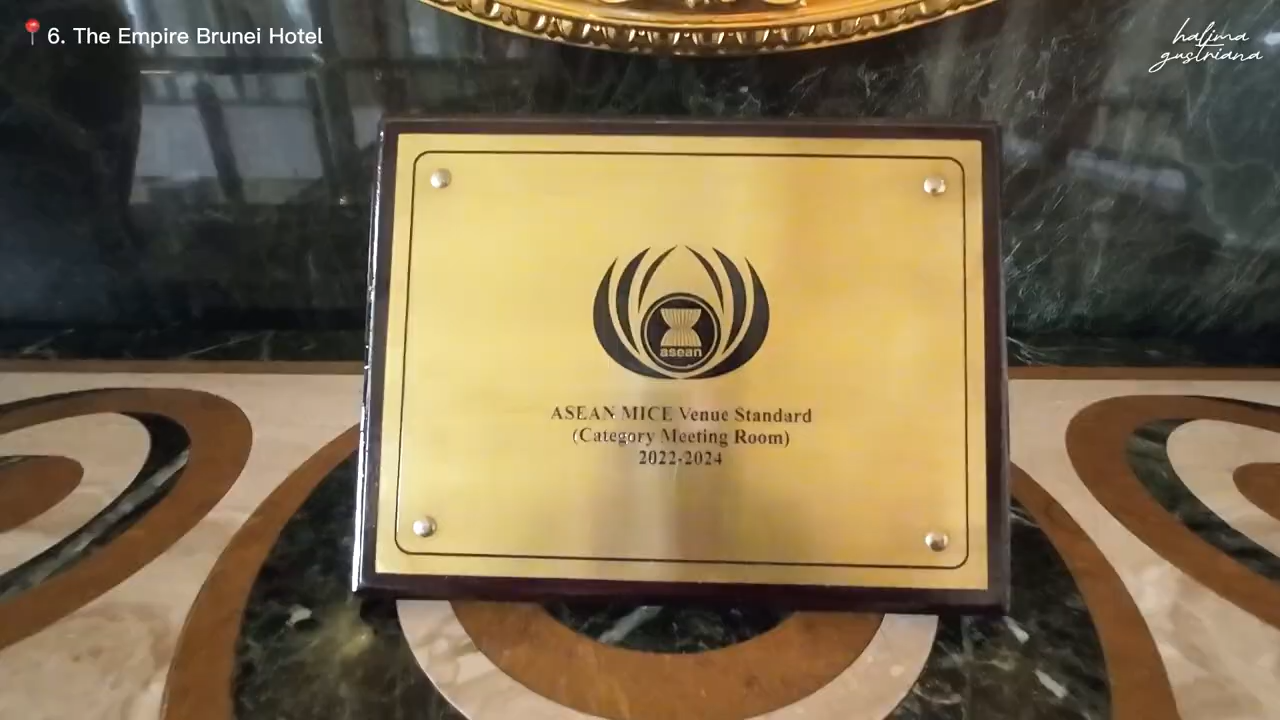 6. The Empire Brunei Hotel
halima
gustriana
asean
ASEAN MICE Venue Standard
(Category Meeting Room)
2022-2024